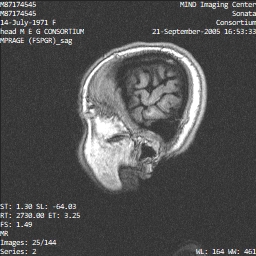 M87174545
M87174545
14-July-1971 F
head M E G CONSORTIUM
MPRAGE (FSPGR)_sag
MIND Imaging Center
Sonata
Consortium
21-September-2005 16:53:33
ST: 1.30 SL: -64.03
RT: 2730.00 ET: 3.25
FS: 1.49
MR
Images: 25/144
Series: 2
WL: 164 WW: 461